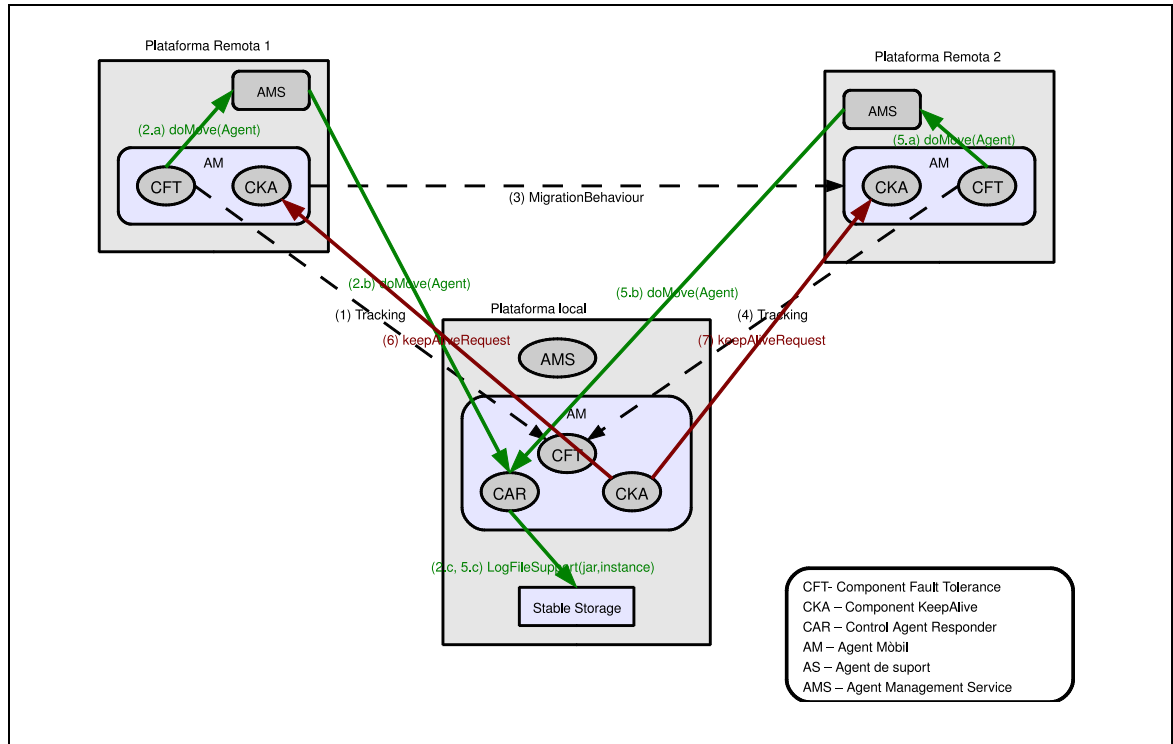 Plataforma Remota 1
Plataforma Remota 2
AMS
AMS
(2.a) doMove(Agent)
(5.a) doMove(Agent)
AM
AM
CFT
CKA
CKA
CFT
(3) MigrationBehaviour
(2.b) doMove(Agent)
(5.b) doMove(Agent)
Plataforma local
(1) Tracking
(4) Tracking
(6) keepAliveRequest
(7) keepAliveRequest
AMS
AM
CFT
CAR
CKA
(2.c, 5.c) LogFileSupport(jar,instance)
Stable Storage
CFT- Component Fault Tolerance
CKA – Component KeepAlive
CAR – Control Agent Responder
AM – Agent Mòbil
AS – Agent de suport
AMS – Agent Management Service